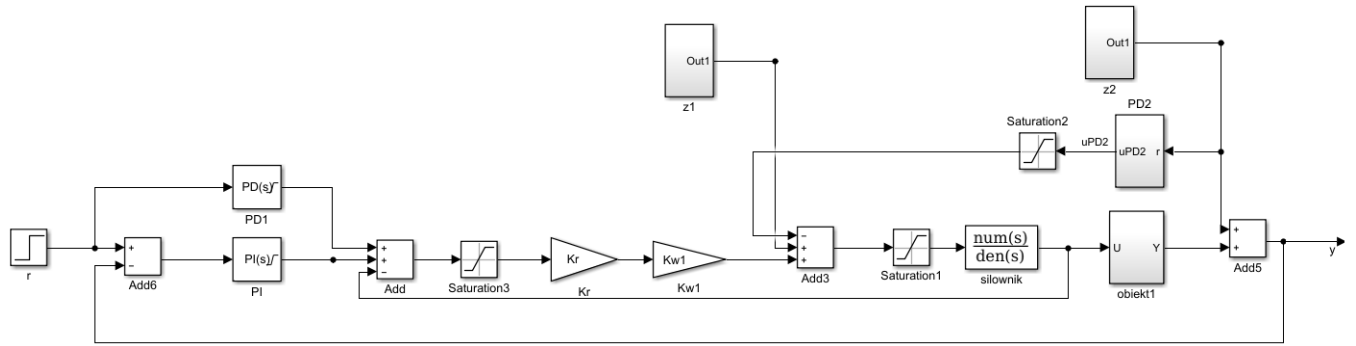 Out1
z1
Out1
z2
PD2
Saturation2
uPD2
uPD2
r
PD(s)
PD1
r
+
−
Add6
PI(s)
PI
+
+
−
Add
Saturation3
Kr
Kr
Kw1
Kw1
−
+
+
Add3
Saturation1
num(s)
den(s)
silownik
U
Y
obiekt1
+
+
Add5
y